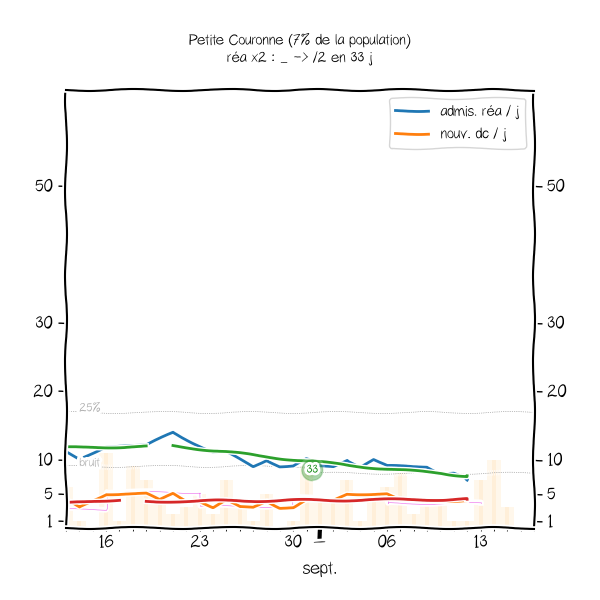 Petite Couronne (7% de la population)
réa x2 : _ -> /2 en 33 j
admis. réa / j
nouv. dc / j
50 50
30 30
20 20
25%
10 10
bruit
33
5 5
1 1
16 23 30 06 13
sept.